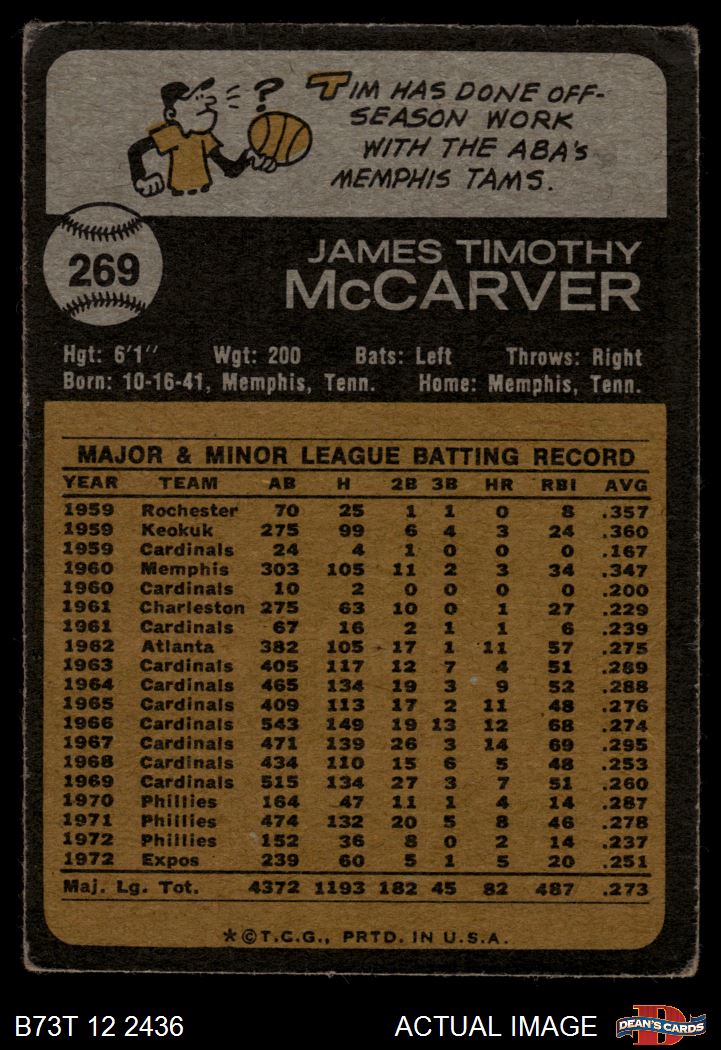 ?
TIM HAS DONE OFF-
SEASON WORK
WITH THE ABA's
MEMPHIS TAMS.
269
JAMES TIMOTHY
McCARVER
Hgt: 6'1" Wgt: 200 Bats: Left Throws: Right
Born: 10-16-41, Memphis, Tenn. Home: Memphis, Tenn.
MAJOR & MINOR LEAGUE BATTING RECORD
YEAR TEAM AB H 2B 3B HR RBI AVG
1959 Rochester 70 25 1 1 0 8 .357
1959 Keokuk 275 99 6 4 3 24 .360
1959 Cardinals 24 4 1 0 0 0 .167
1960 Memphis 303 105 11 2 3 34 .347
1960 Cardinals 10 2 0 0 0 0 .200
1961 Charleston 275 63 10 0 1 27 .229
1961 Cardinals 67 16 2 1 1 6 .239
1962 Atlanta 382 105 17 1 11 57 .275
1963 Cardinals 405 117 12 7 4 51 .289
1964 Cardinals 465 134 19 3 9 52 .288
1965 Cardinals 409 113 17 2 11 48 .276
1966 Cardinals 543 149 19 13 12 68 .274
1967 Cardinals 471 139 26 3 14 69 .295
1968 Cardinals 434 110 15 6 5 48 .253
1969 Cardinals 515 134 27 3 7 51 .260
1970 Phillies 164 47 11 1 4 14 .287
1971 Phillies 474 132 20 5 8 46 .278
1972 Phillies 152 36 8 0 2 14 .237
1972 Expos 239 60 5 1 5 20 .251
Maj. Lg. Tot. 4372 1193 182 45 82 487 .273
*©T.C.G., PRTD. IN U.S.A.
B73T 12 2436 ACTUAL IMAGE
D
DEAN'S CARDS